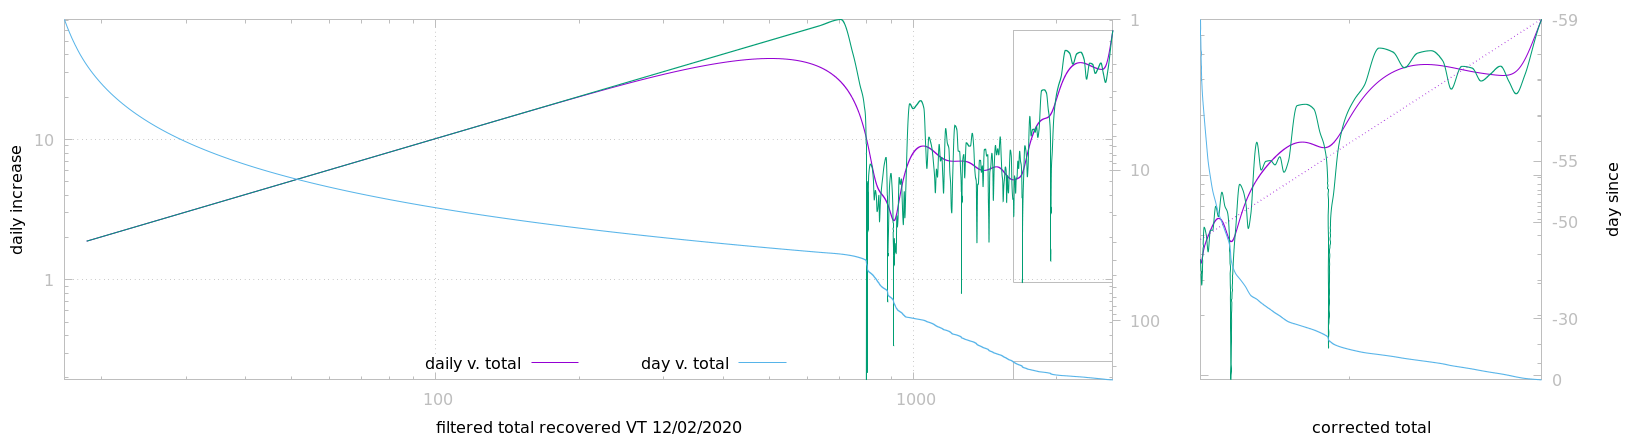 1
-59
10
-55
10
-50
daily increase
day since
1
100
-30
daily v. total
day v. total
0
100
1000
filtered total recovered VT 12/02/2020
corrected total